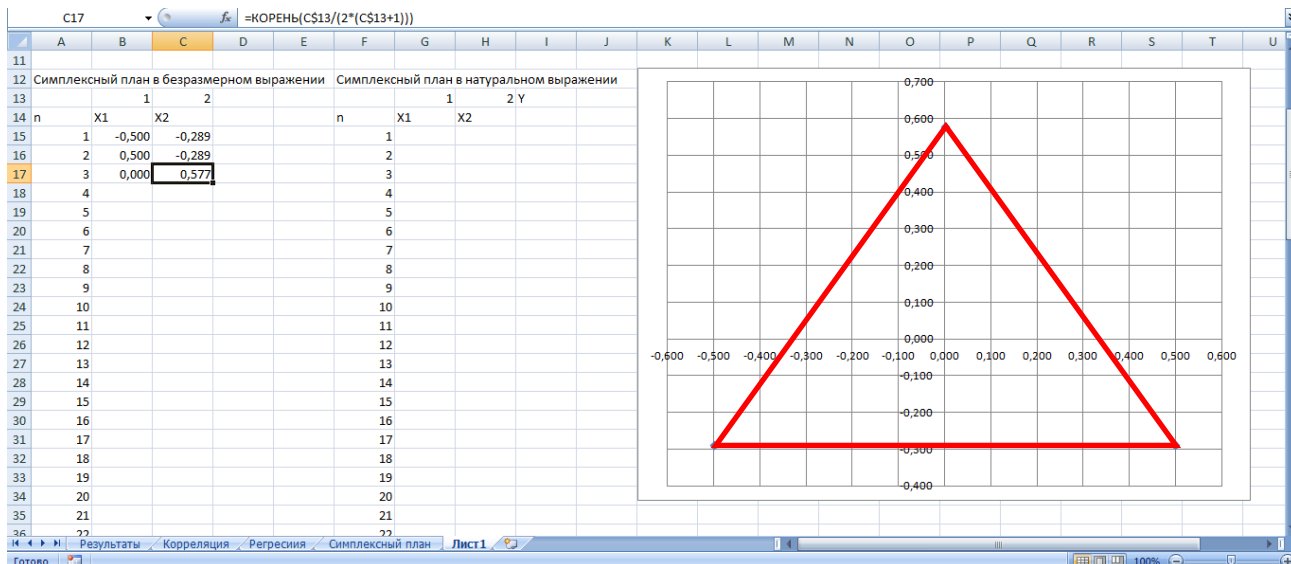 C17 fx =КОРЕНЬ(C$13/(2*(C$13+1)))
A B C D E F G H I J K L M N O P Q R S T U
11
12 Симплексный план в безразмерном выражении Симплексный план в натуральном выражении
13 1 2 1 2 Y
14 n X1 X2 n X1 X2
15 1 -0,500 -0,289 1
16 2 0,500 -0,289 2
17 3 0,000 0,577 3
18 4 4
19 5 5
20 6 6
21 7 7
22 8 8
23 9 9
24 10 10
25 11 11
26 12 12
27 13 13
28 14 14
29 15 15
30 16 16
31 17 17
32 18 18
33 19 19
34 20 20
35 21 21
36 22 22
0,700
0,600
0,500
0,400
0,300
0,200
0,100
0,000
-0,600 -0,500 -0,400 -0,300 -0,200 -0,100 0,000 0,100 0,200 0,300 0,400 0,500 0,600
-0,100
-0,200
-0,300
-0,400
Результаты Корреляция Регресиия Симплексный план Лист1
Готово 100%